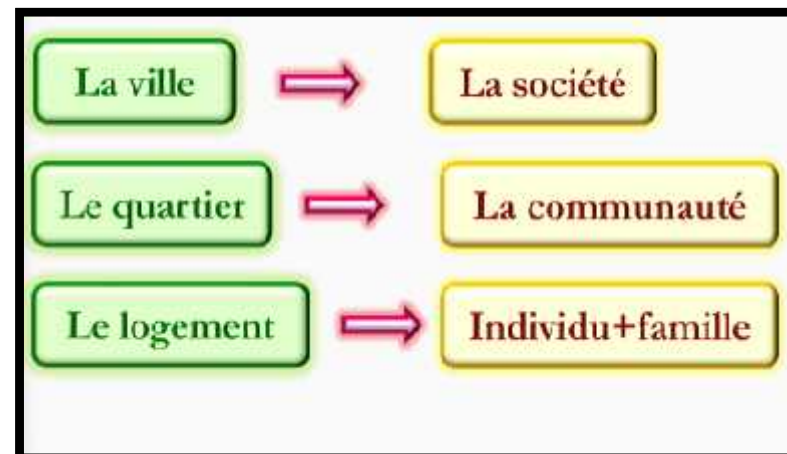 La ville La société
Le quartier La communauté
Le logement Individu+famille